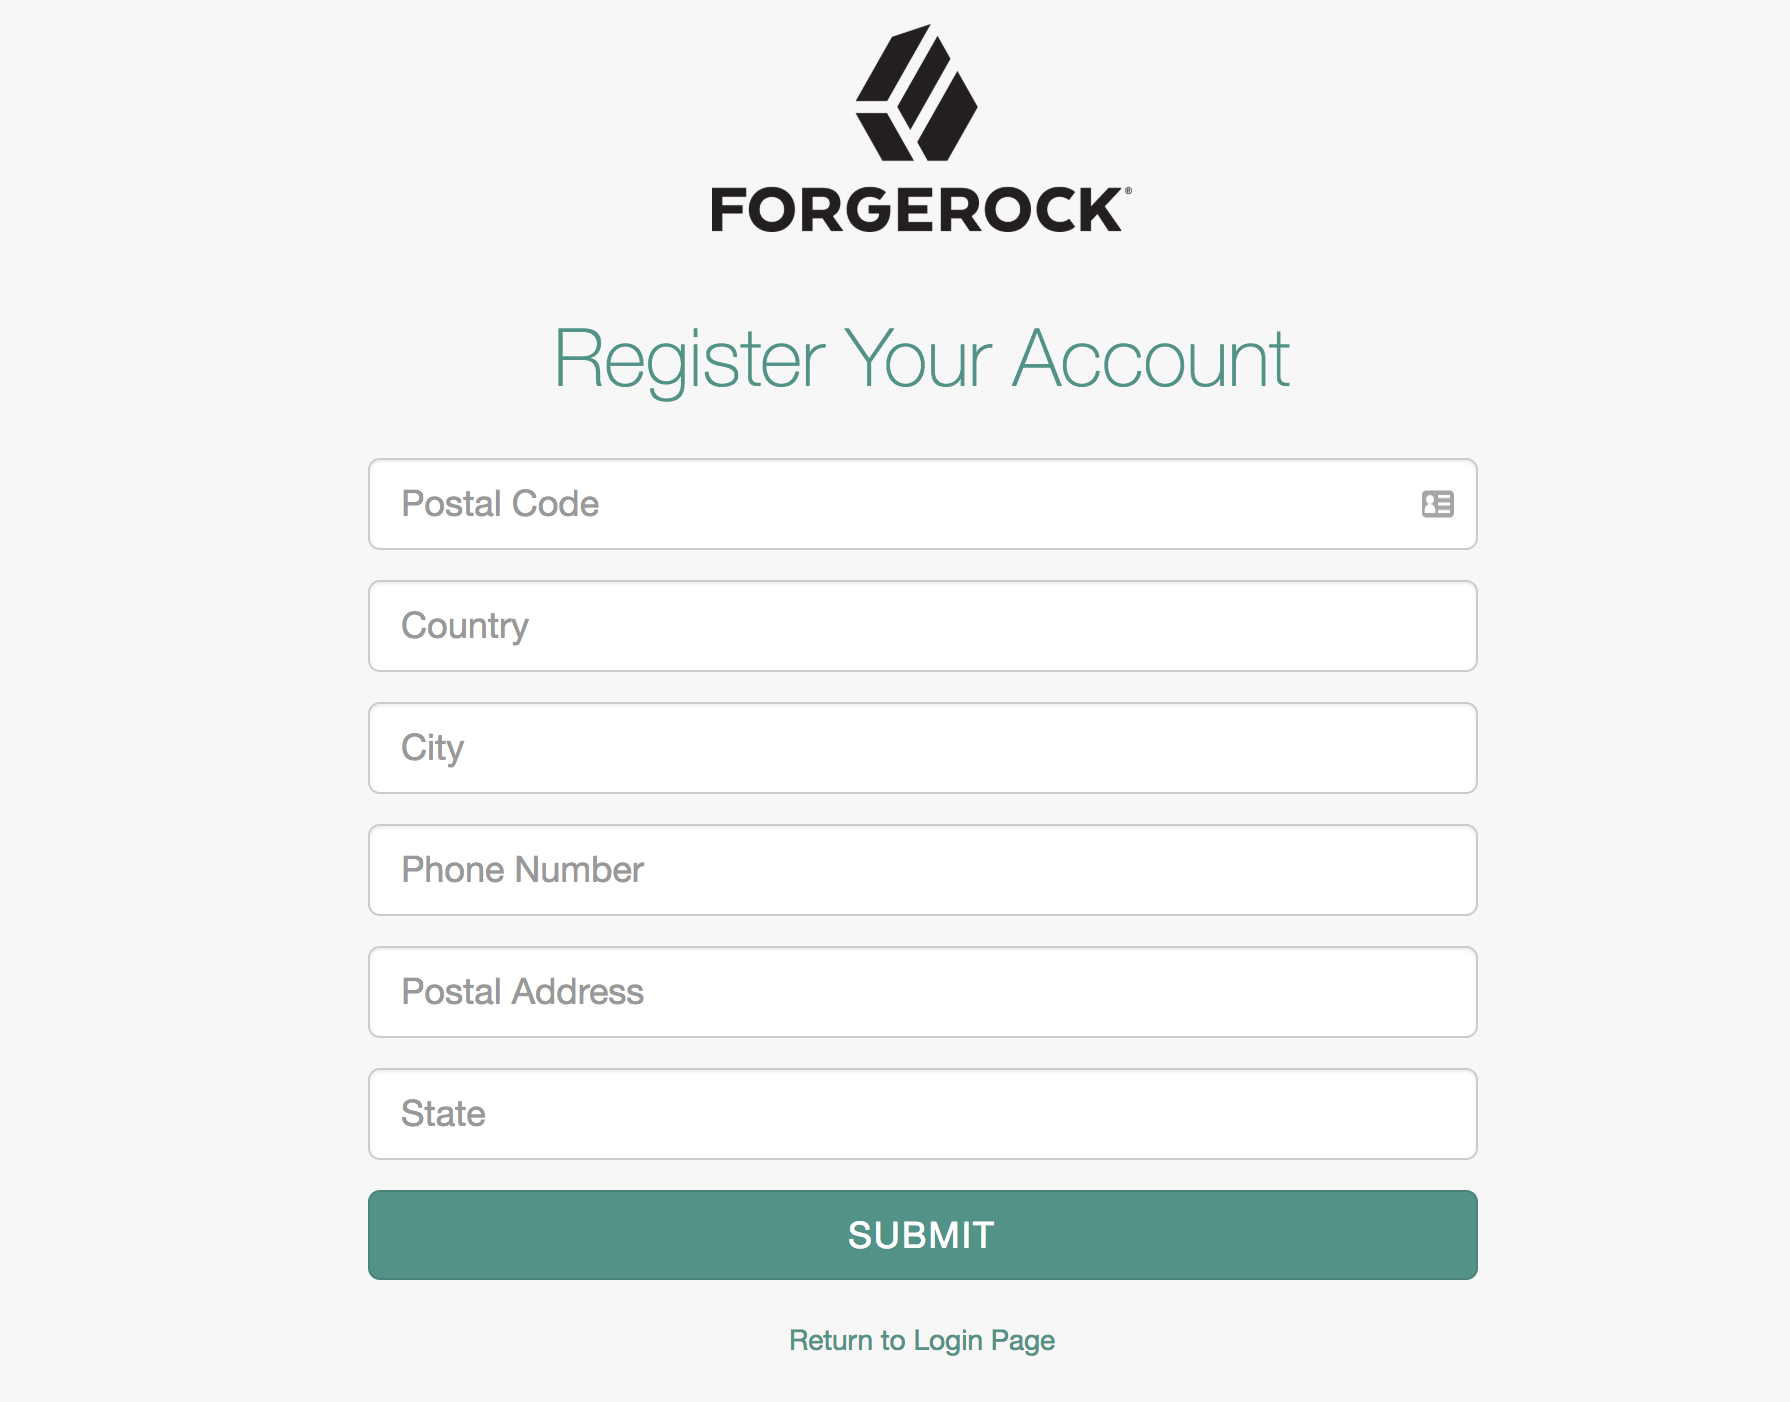 FORGEROCK®
Register Your Account
Postal Code
Country
City
Phone Number
Postal Address
State
SUBMIT
Return to Login Page